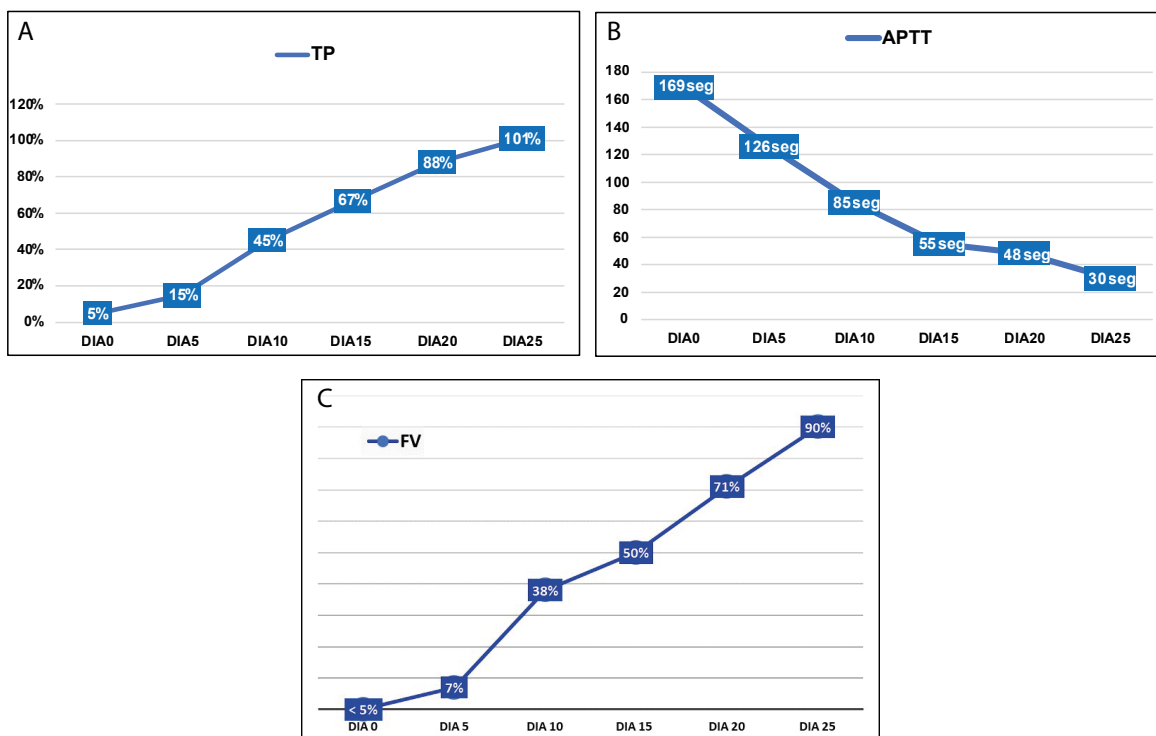 A
TP
120%
100%
80%
60%
40%
20%
0%
5%
15%
45%
67%
88%
101%
DIA0 DIA5 DIA10 DIA15 DIA20 DIA25
B
APTT
180
160
140
120
100
80
60
40
20
0
169seg
126seg
85seg
55seg
48seg
30seg
DIA0 DIA5 DIA10 DIA15 DIA20 DIA25
C
FV
< 5%
7%
38%
50%
71%
90%
DIA 0 DIA 5 DIA 10 DIA 15 DIA 20 DIA 25